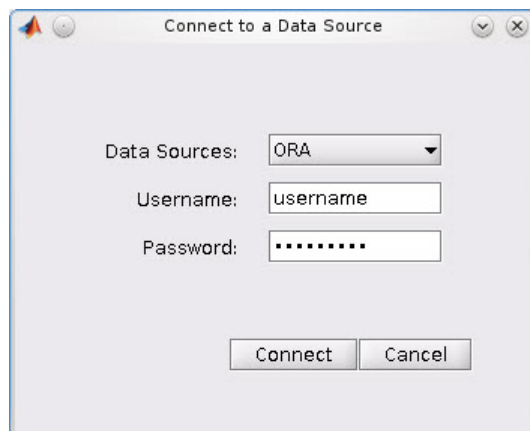 Connect to a Data Source
Data Sources: ORA
Username: username
Password: •••••••••
Connect Cancel